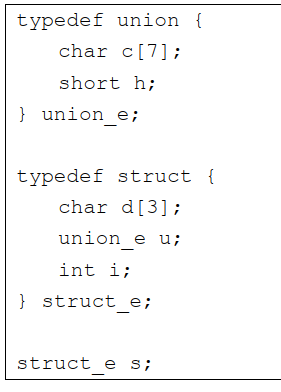 typedef union {
char c[7];
short h;
} union_e;
typedef struct {
char d[3];
union_e u;
int i;
} struct_e;
struct_e s;